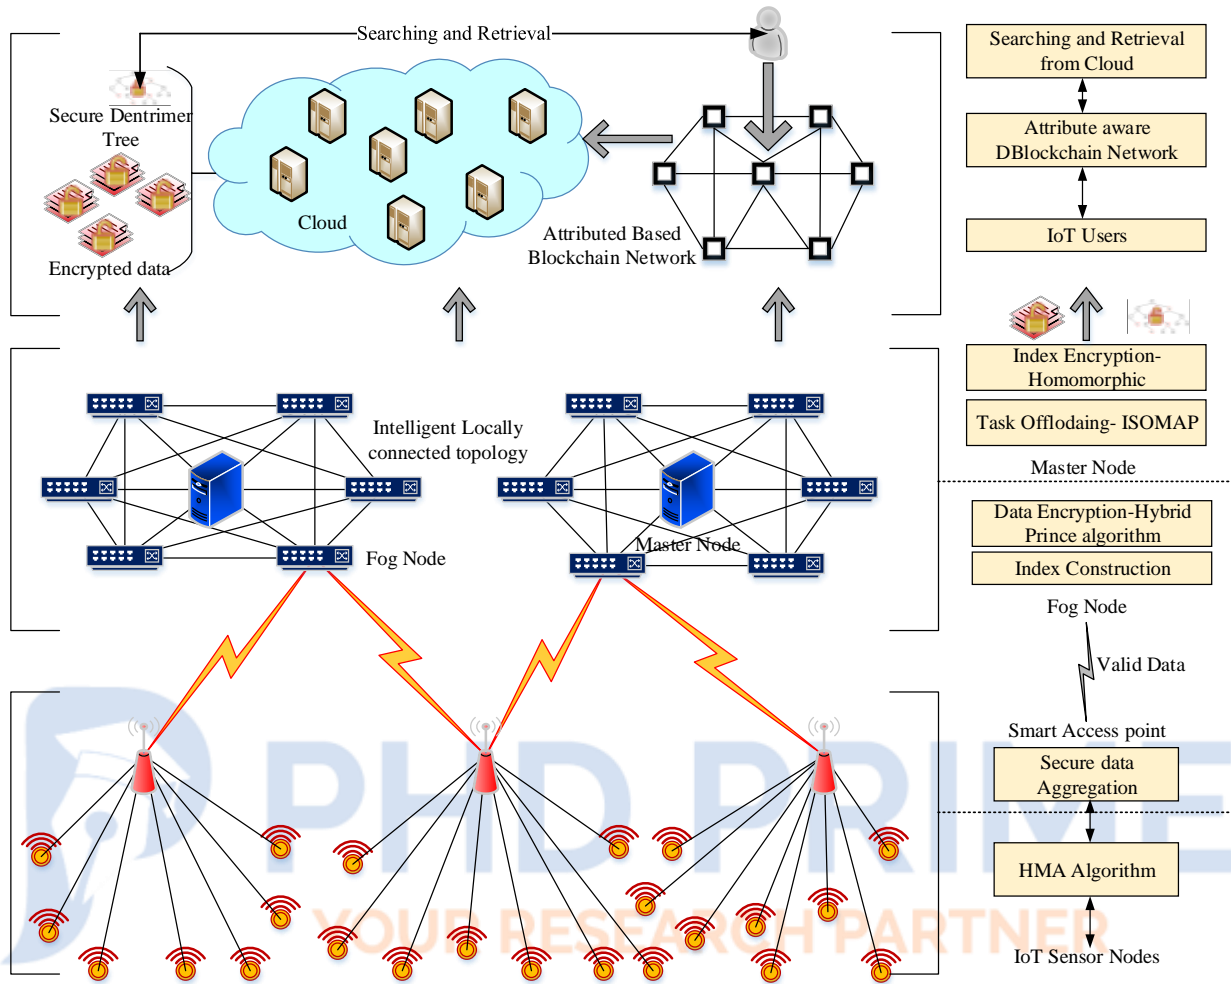 Searching and Retrieval
Secure Dentrimer
Tree
Encrypted data
Cloud
Attributed Based
Blockchain Network
Searching and Retrieval
from Cloud
Attribute aware
DBlockchain Network
IoT Users
Index Encryption-
Homomorphic
Task Offlodaing- ISOMAP
Master Node
Intelligent Locally
connected topology
Fog Node
Master Node
Data Encryption-Hybrid
Prince algorithm
Index Construction
Fog Node
Valid Data
Smart Access point
Secure data
Aggregation
HMA Algorithm
IoT Sensor Nodes
PHD PRIME
YOUR RESEARCH PARTNER